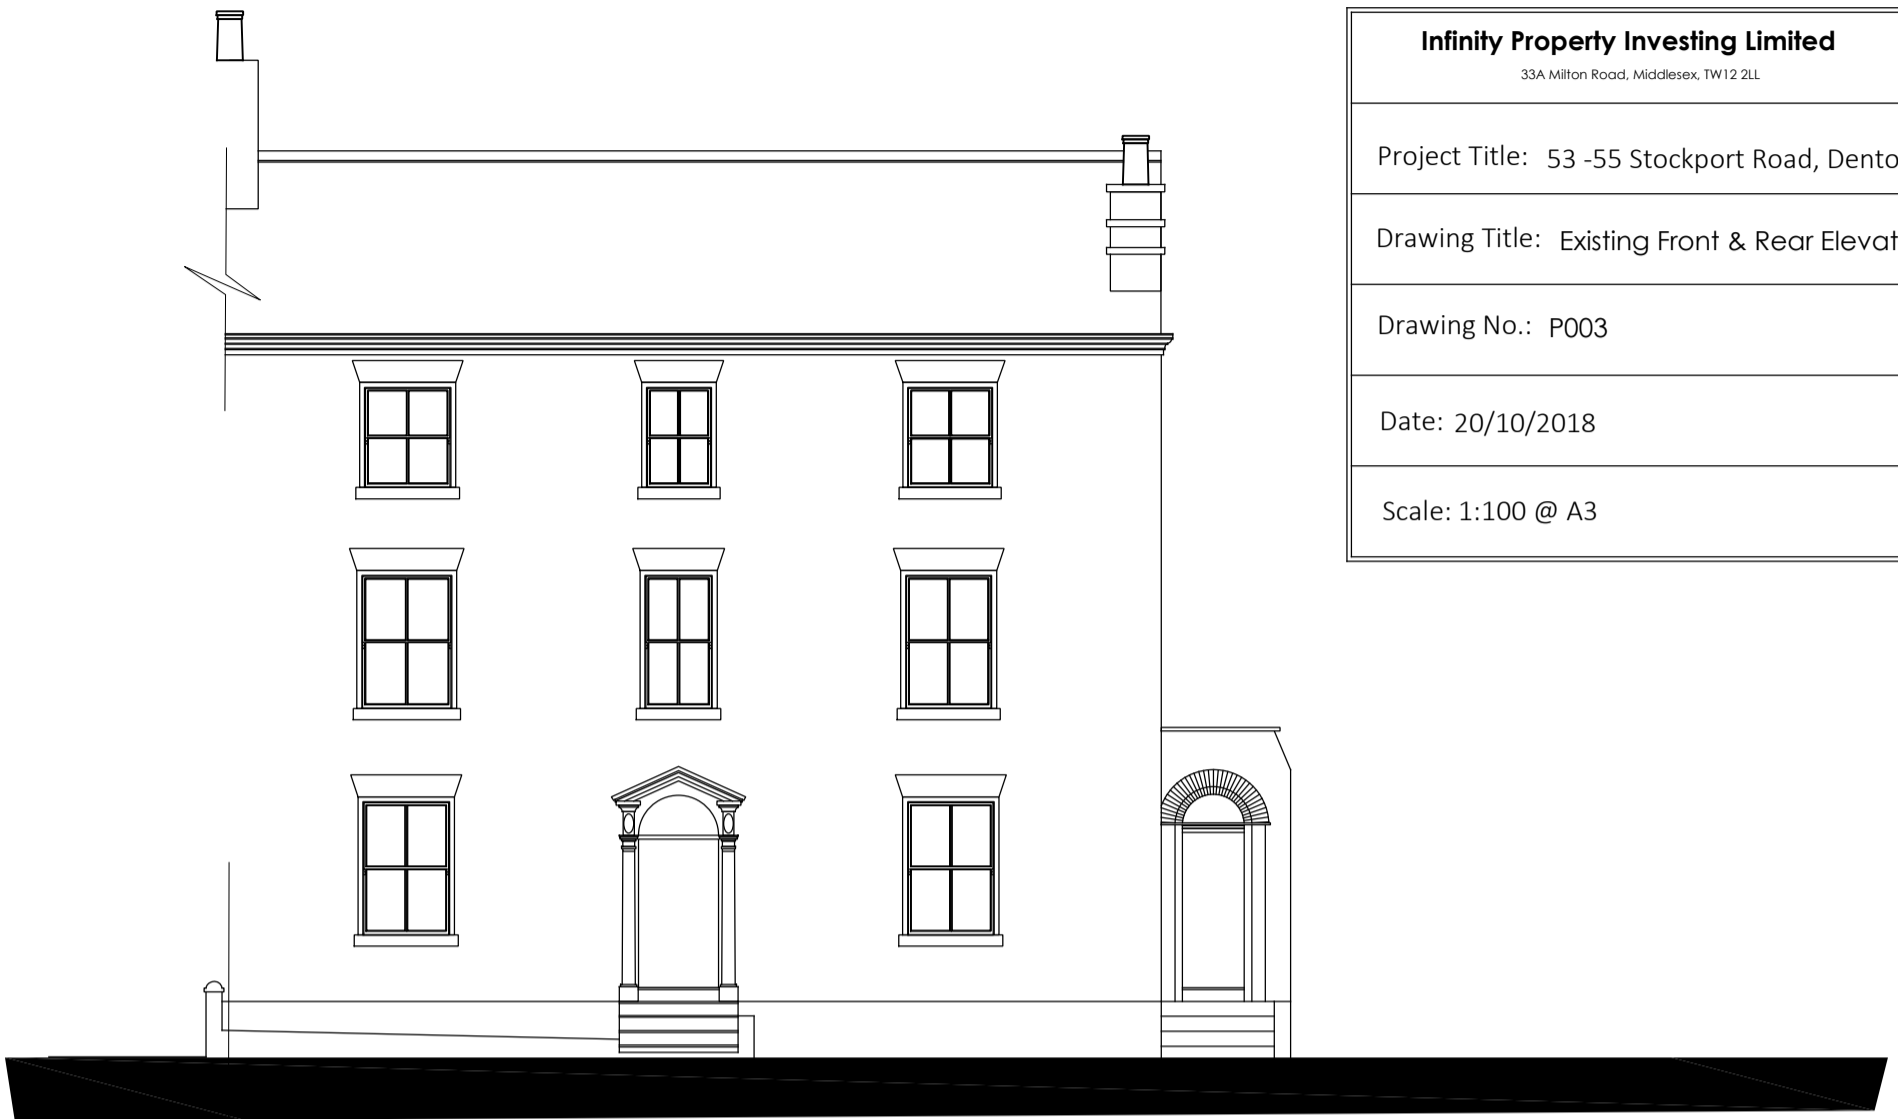 Infinity Property Investing Limited
33A Milton Road, Middlesex, TW12 2LL
Project Title: 53 -55 Stockport Road, Dento
Drawing Title: Existing Front & Rear Elevat
Drawing No.: P003
Date: 20/10/2018
Scale: 1:100 @ A3